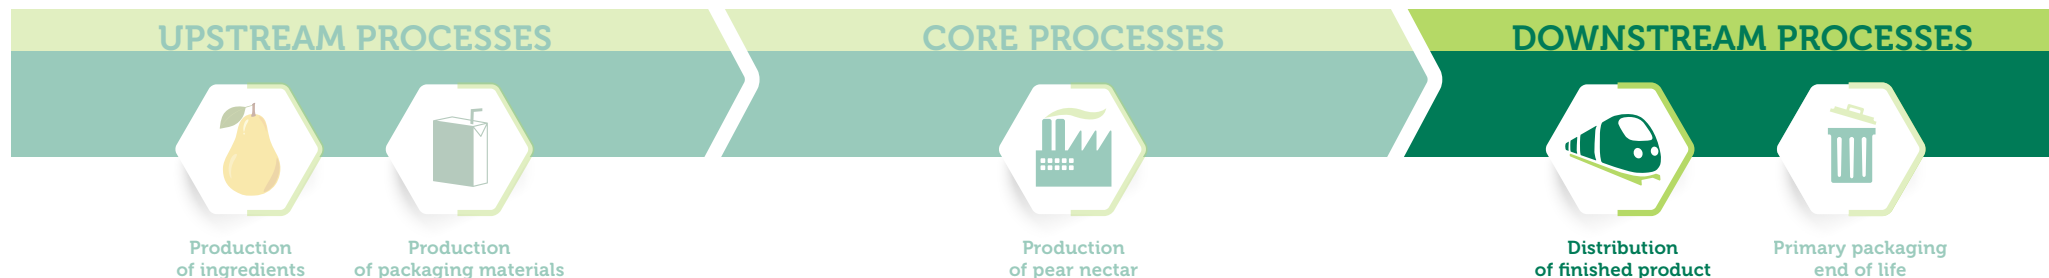 UPSTREAM PROCESSES
CORE PROCESSES
DOWNSTREAM PROCESSES
Production
of ingredients
Production
of packaging materials
Production
of pear nectar
Distribution
of finished product
Primary packaging
end of life